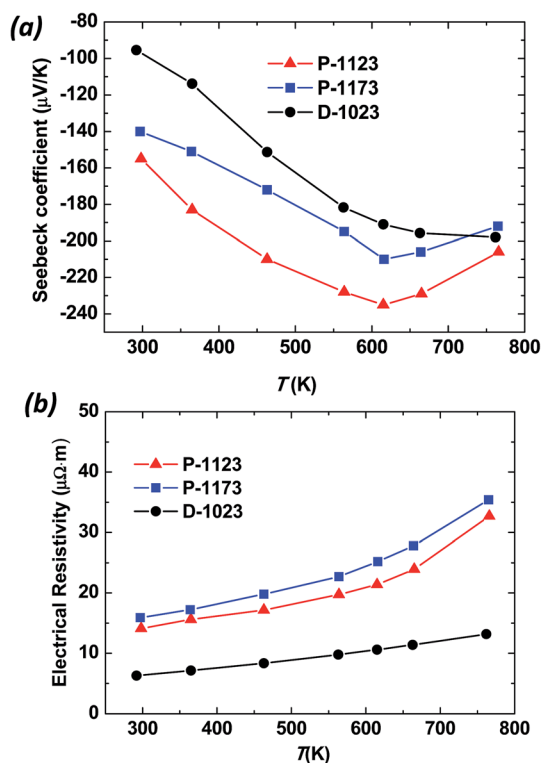 (a)
-80
-100
-120
-140
-160
-180
-200
-220
-240
Seebeck coefficient (μV/K)
P-1123
P-1173
D-1023
300 400 500 600 700 800
T (K)
(b)
50
40
30
20
10
0
Electrical Resistivity (μΩ·m)
P-1123
P-1173
D-1023
300 400 500 600 700 800
T(K)